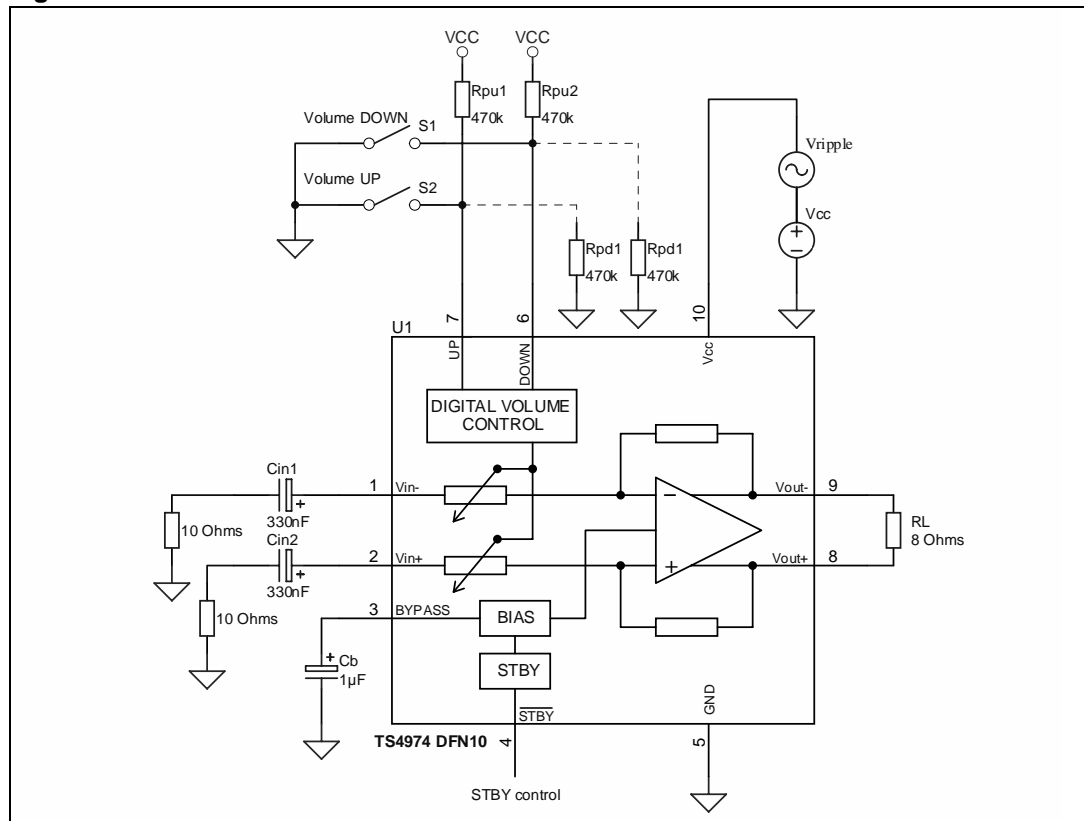 VCC
VCC
Rpu1
470k
Rpu2
470k
Volume DOWN
S1
Volume UP
S2
Vripple
Vcc
Rpd1
470k
Rpd1
470k
U1
7
6
10
UP
DOWN
Vcc
DIGITAL VOLUME
CONTROL
Cin1
+
330nF
1
Vin-
10 Ohms
Cin2
+
330nF
2
Vin+
10 Ohms
3
BYPASS
BIAS
STBY
Cb
1µF
+
−
+
Vout-
9
Vout+
8
RL
8 Ohms
STBY
GND
TS4974 DFN10
4
5
STBY control